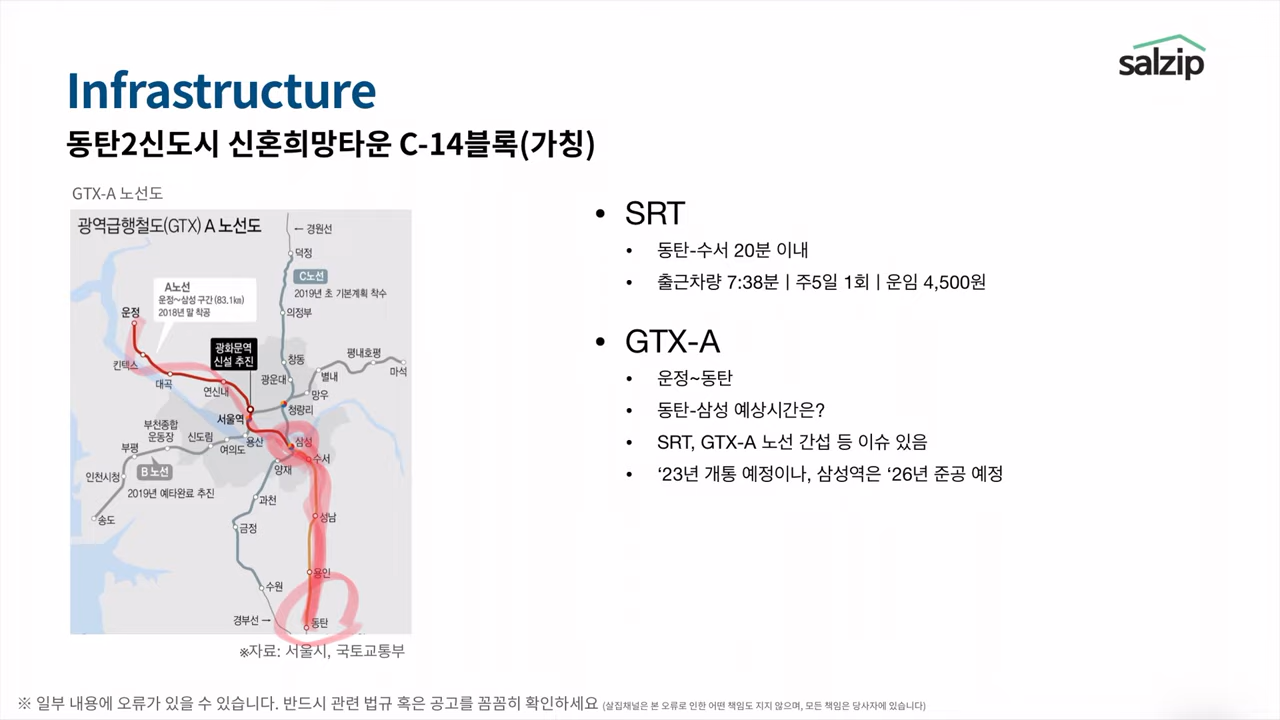 salzip
Infrastructure
동탄2신도시 신혼희망타운 C-14블록(가칭)
GTX-A 노선도
광역급행철도(GTX) A 노선도
← 경원선
덕정
C노선
2019년 초 기본계획 착수
A노선
운정~삼성 구간 (83.1㎞)
2018년 말 착공
운정
의정부
광화문역
신설 추진
창동
평내호평
킨텍스
대곡
연신내
광운대
별내
마석
망우
서울역
청량리
부천종합
운동장
신도림
부평
여의도
용산
삼성
수서
양재
인천시청
B노선
2019년 예타완료 추진
과천
송도
금정
성남
용인
수원
경부선 →
동탄
※자료: 서울시, 국토교통부
• SRT
• 동탄-수서 20분 이내
• 출근차량 7:38분 | 주5일 1회 | 운임 4,500원
• GTX-A
• 운정~동탄
• 동탄-삼성 예상시간은?
• SRT, GTX-A 노선 간섭 등 이슈 있음
• ‘23년 개통 예정이나, 삼성역은 ‘26년 준공 예정
※ 일부 내용에 오류가 있을 수 있습니다. 반드시 관련 법규 혹은 공고를 꼼꼼히 확인하세요 (살집채널은 본 오류로 인한 어떤 책임도 지지 않으며, 모든 책임은 당사자에 있습니다)